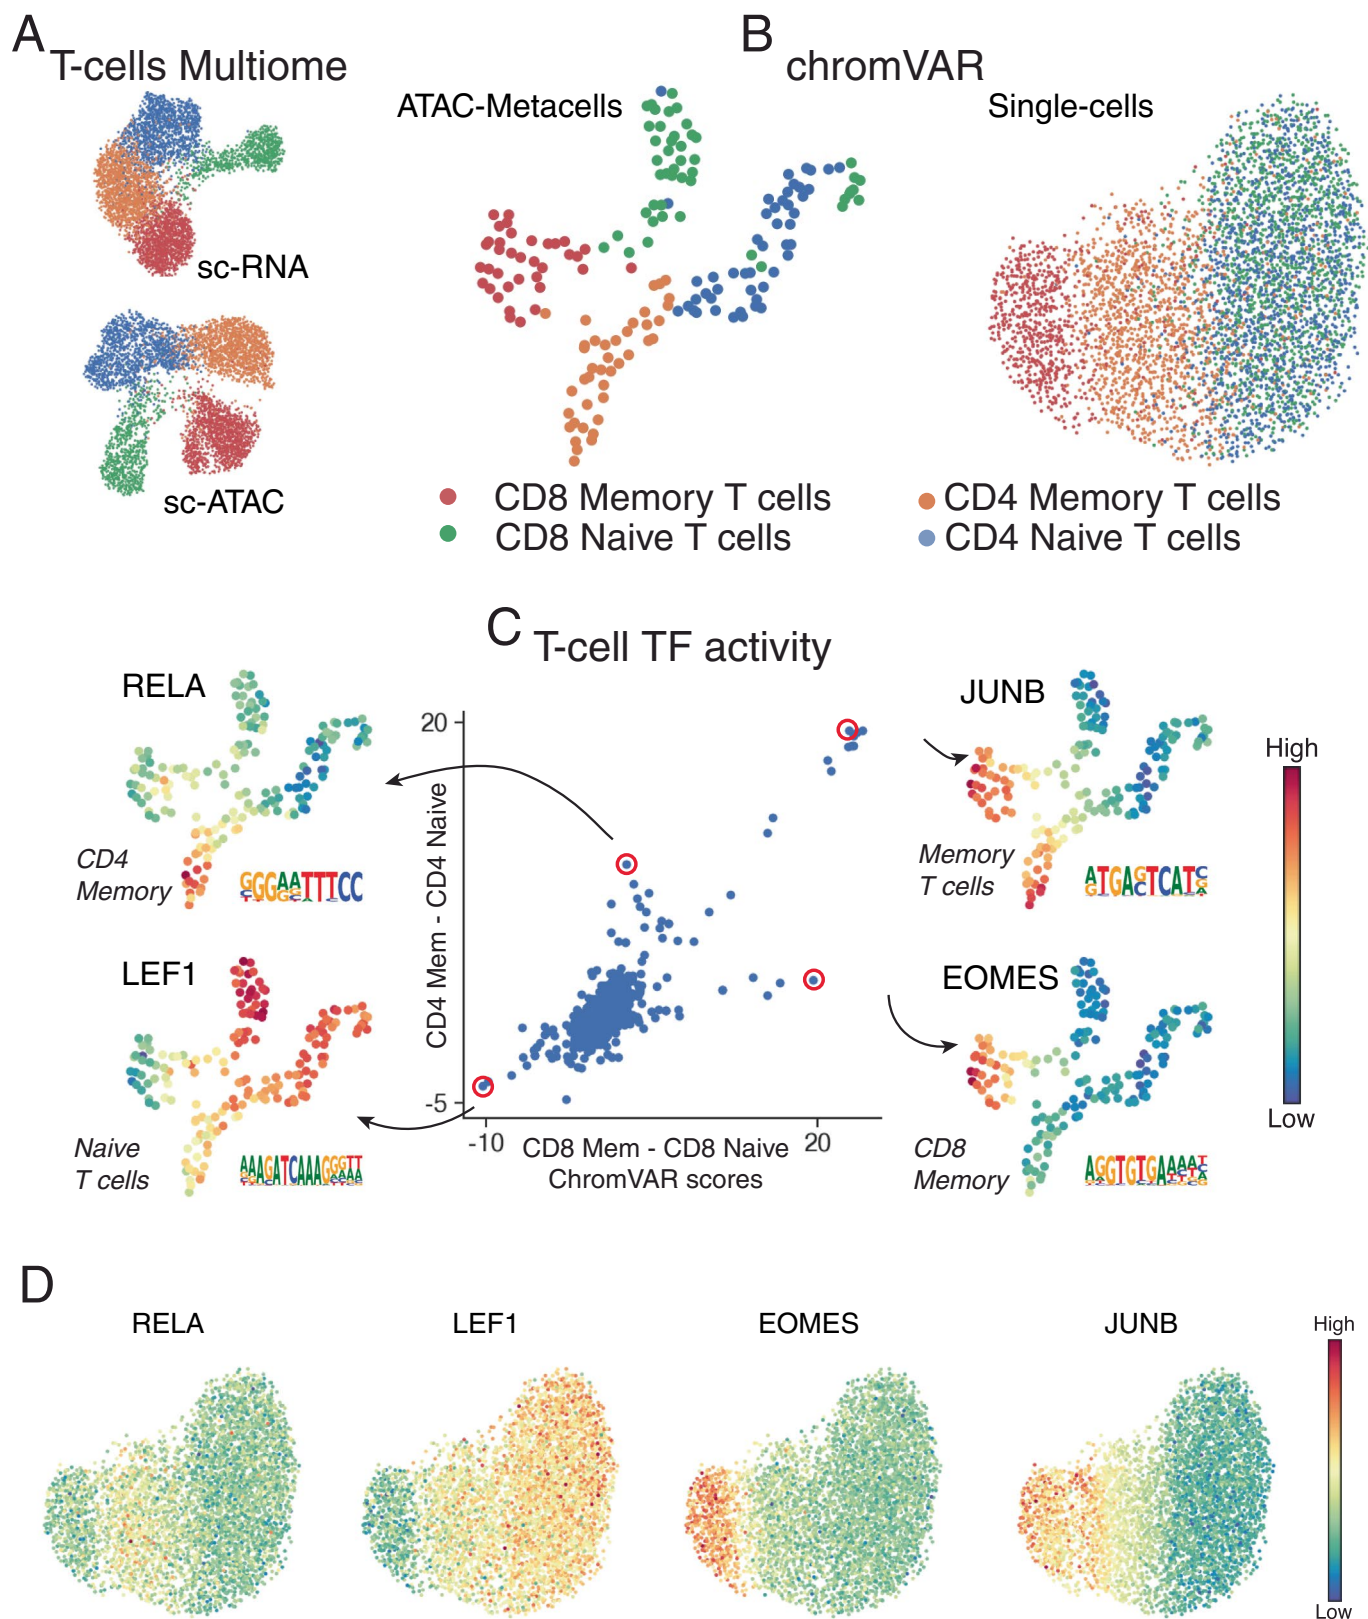 A
T-cells Multiome
B
chromVAR
ATAC-Metacells
Single-cells
sc-RNA
sc-ATAC
CD8 Memory T cells
CD8 Naive T cells
CD4 Memory T cells
CD4 Naive T cells
C
T-cell TF activity
RELA
CD4
Memory
LEF1
Naive
T cells
20
-5
CD4 Mem - CD4 Naive
-10
20
CD8 Mem - CD8 Naive
ChromVAR scores
JUNB
Memory
T cells
EOMES
CD8
Memory
High
Low
D
RELA
LEF1
EOMES
JUNB
High
Low